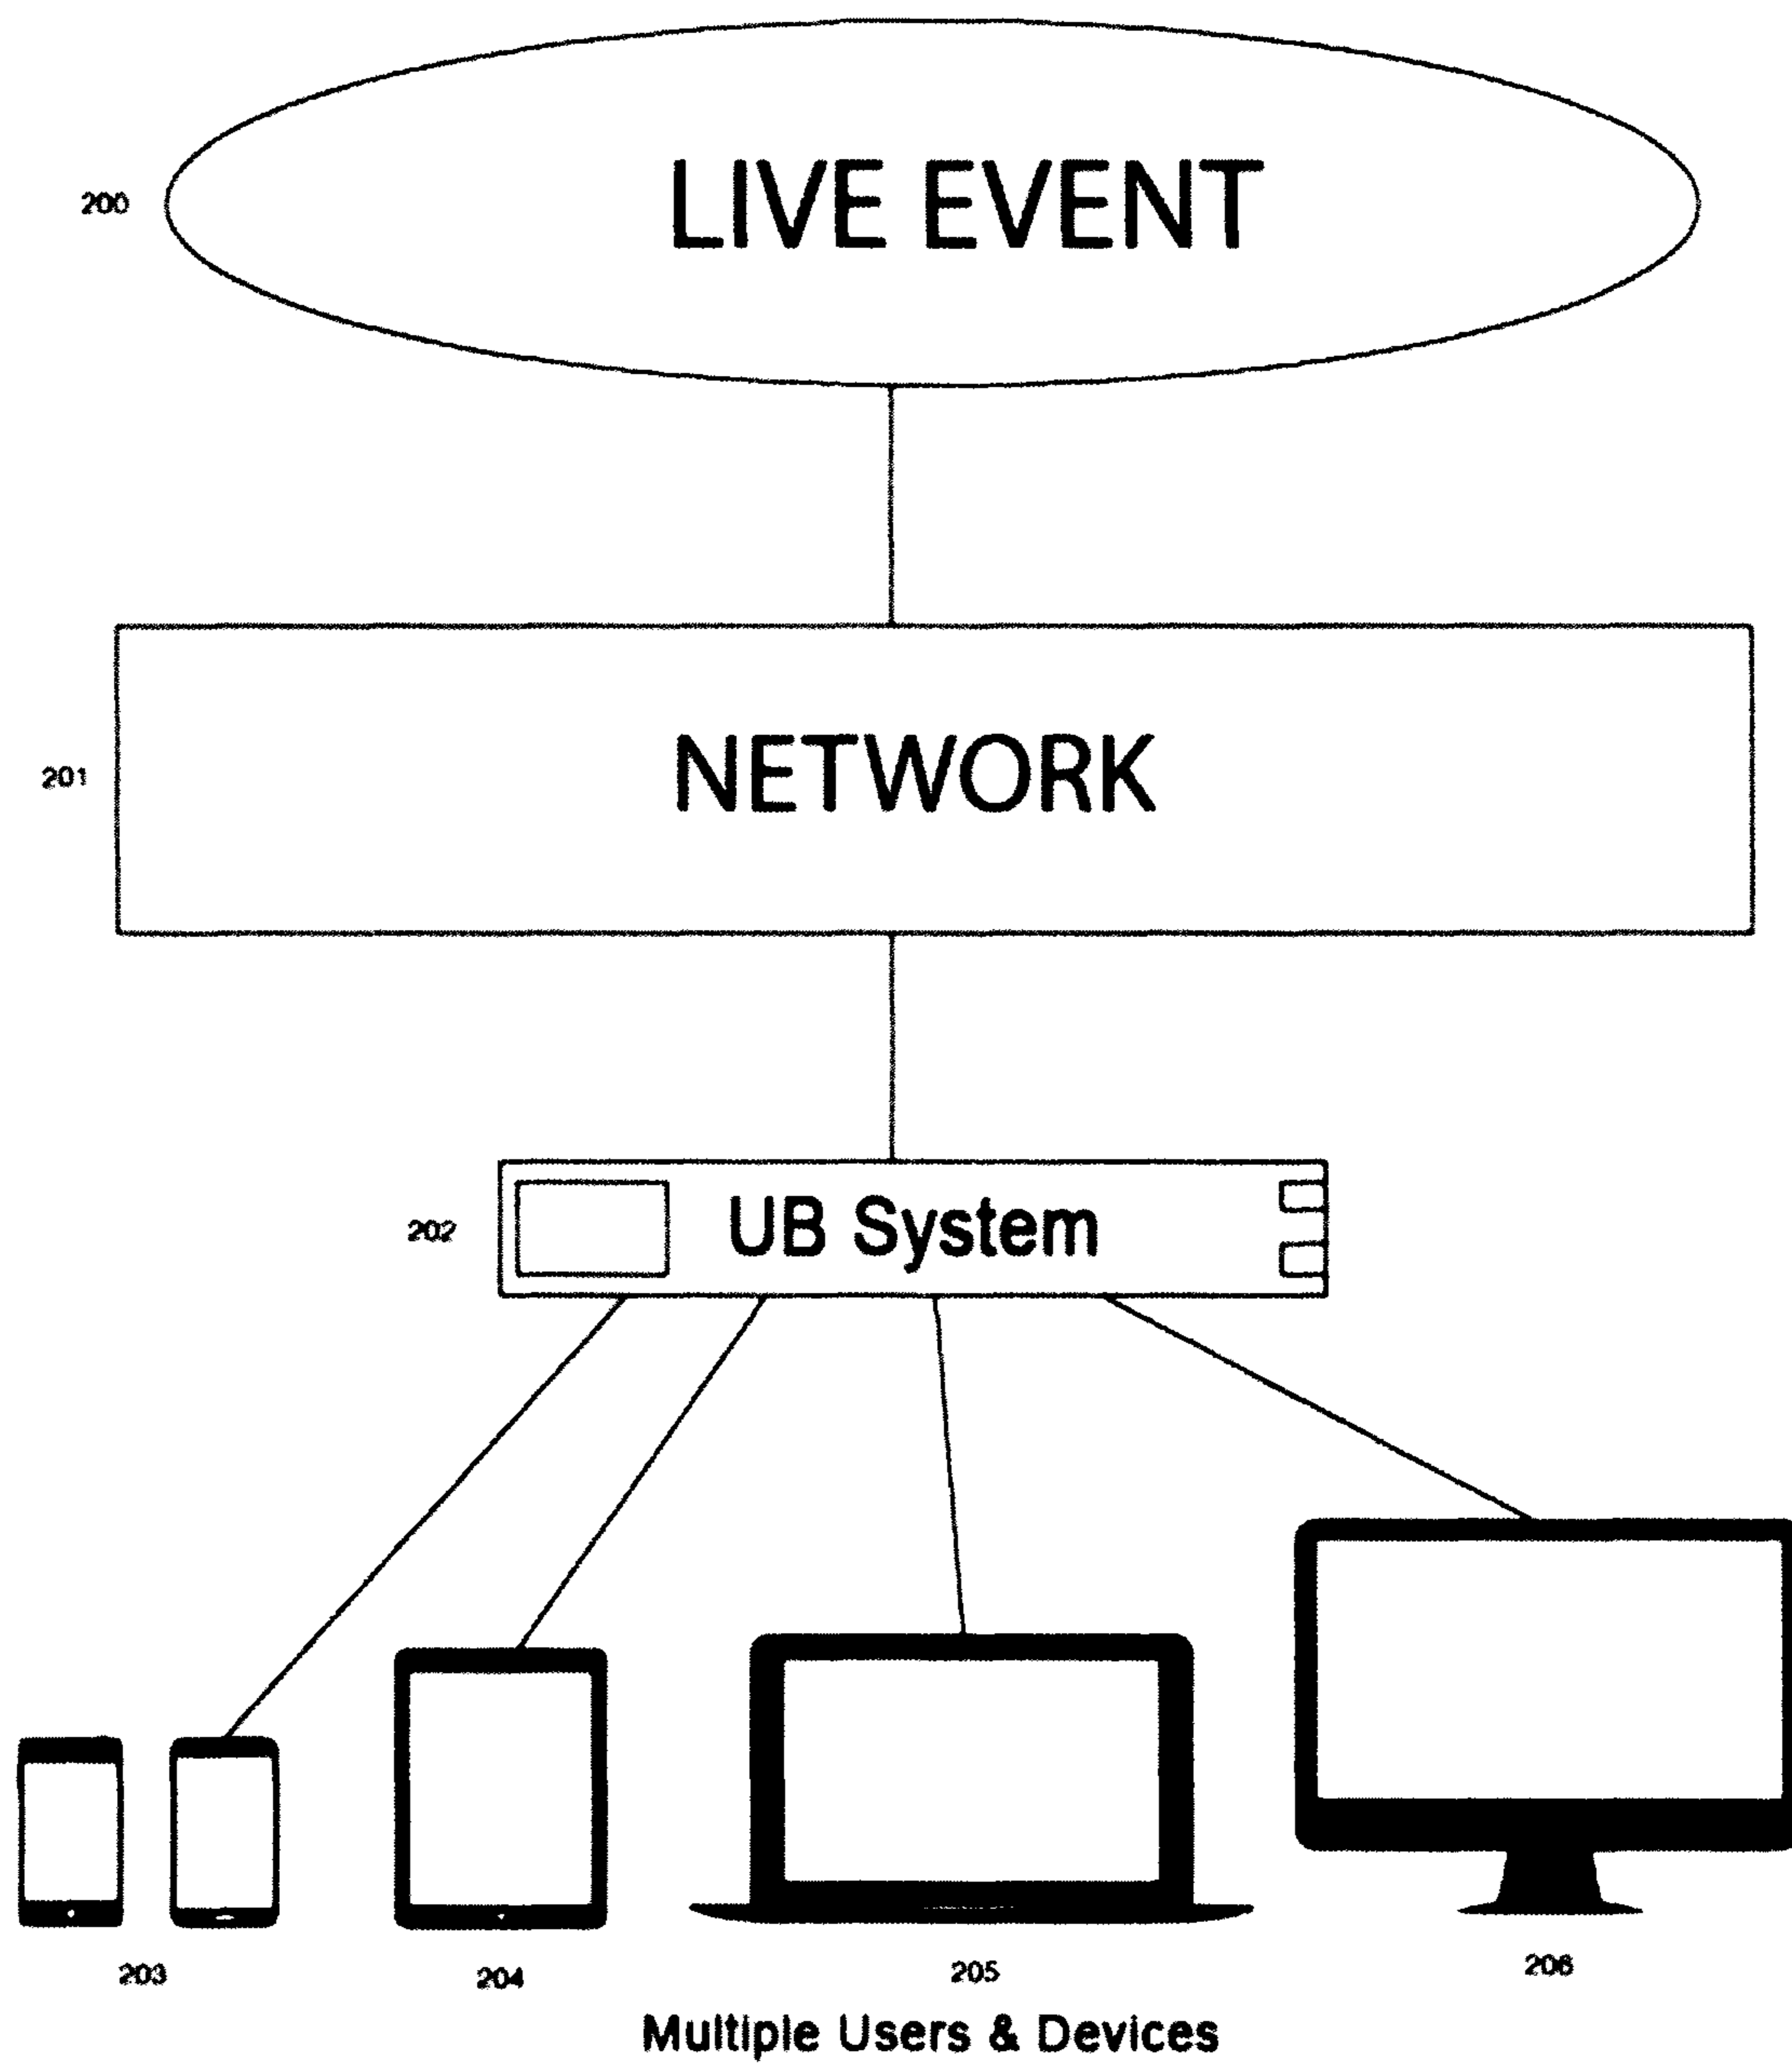 LIVE EVENT
200
NETWORK
201
UB System
202
203 204 205 206
Multiple Users & Devices